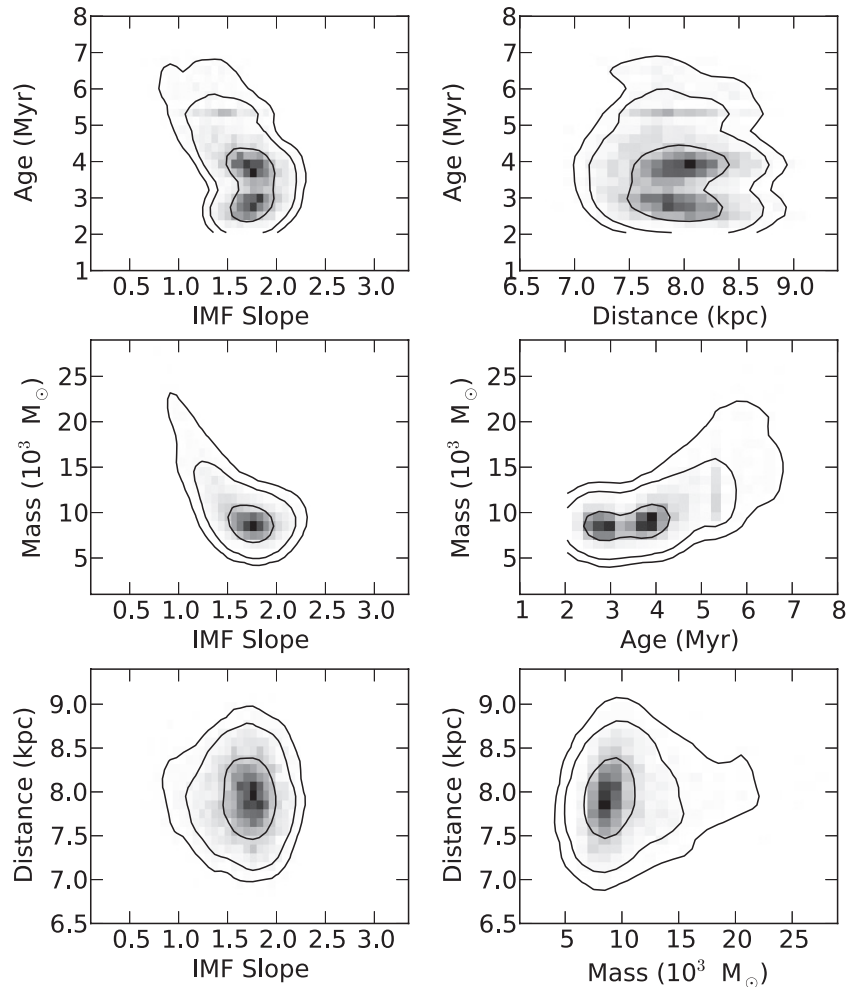 8
7
6
5
4
3
2
1
Age (Myr)
0.5 1.0 1.5 2.0 2.5 3.0
IMF Slope
8
7
6
5
4
3
2
1
Age (Myr)
6.5 7.0 7.5 8.0 8.5 9.0
Distance (kpc)
25
20
15
10
5
Mass (10³ M☉)
0.5 1.0 1.5 2.0 2.5 3.0
IMF Slope
25
20
15
10
5
Mass (10³ M☉)
1 2 3 4 5 6 7 8
Age (Myr)
9.0
8.5
8.0
7.5
7.0
6.5
Distance (kpc)
0.5 1.0 1.5 2.0 2.5 3.0
IMF Slope
9.0
8.5
8.0
7.5
7.0
6.5
Distance (kpc)
5 10 15 20 25
Mass (10³ M☉)